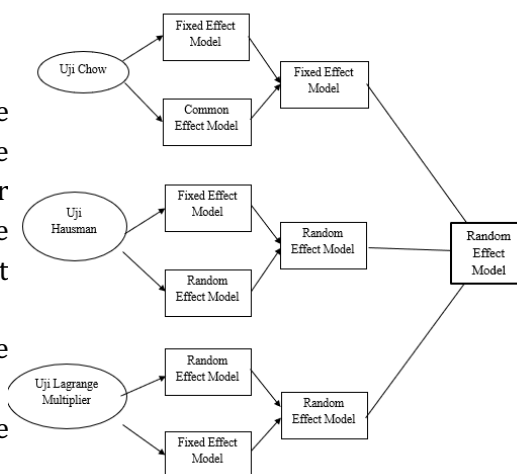 Fixed Effect
Model
Uji Chow
Common
Effect Model
Fixed Effect
Model
Uji
Hausman
Fixed Effect
Model
Random
Effect Model
Random
Effect Model
Uji Lagrange
Multiplier
Random
Effect Model
Fixed Effect
Model
Random
Effect Model
Random
Effect
Model
e
e
r
e
t
e
e